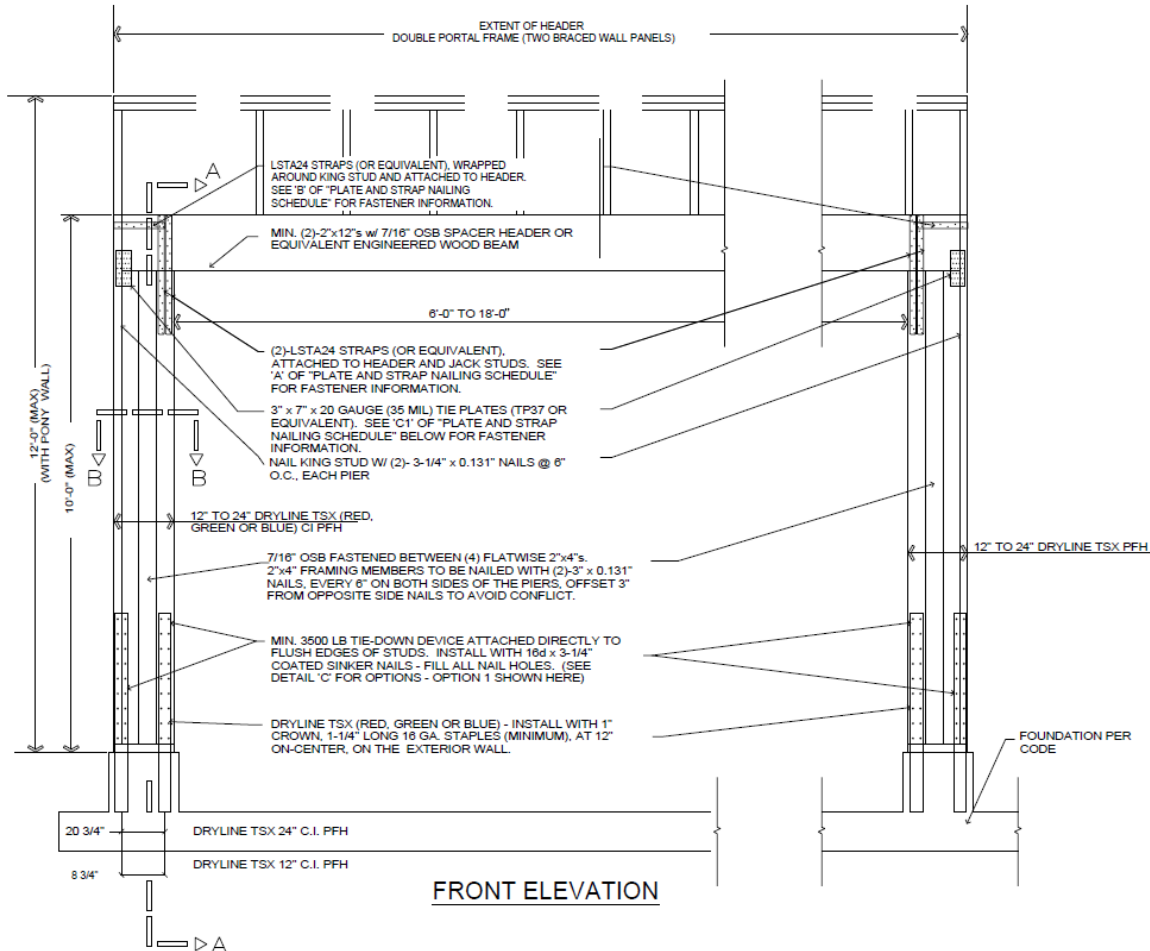 EXTENT OF HEADER
DOUBLE PORTAL FRAME (TWO BRACED WALL PANELS)
A
LSTA24 STRAPS (OR EQUIVALENT), WRAPPED
AROUND KING STUD AND ATTACHED TO HEADER.
SEE 'B' OF "PLATE AND STRAP NAILING
SCHEDULE" FOR FASTENER INFORMATION.
MIN. (2)-2"x12"s w/ 7/16" OSB SPACER HEADER OR
EQUIVALENT ENGINEERED WOOD BEAM
6'-0" TO 18'-0"
(2)-LSTA24 STRAPS (OR EQUIVALENT),
ATTACHED TO HEADER AND JACK STUDS. SEE
'A' OF "PLATE AND STRAP NAILING SCHEDULE"
FOR FASTENER INFORMATION.
12'-0" (MAX)
(WITH PONY WALL)
10'-0" (MAX)
3" x 7" x 20 GAUGE (35 MIL) TIE PLATES (TP37 OR
EQUIVALENT). SEE 'C1' OF "PLATE AND STRAP
NAILING SCHEDULE" BELOW FOR FASTENER
INFORMATION.
B
B
NAIL KING STUD W/ (2)- 3-1/4" x 0.131" NAILS @ 6"
O.C., EACH PIER
12" TO 24" DRYLINE TSX (RED,
GREEN OR BLUE) CI PFH
12" TO 24" DRYLINE TSX PFH
7/16" OSB FASTENED BETWEEN (4) FLATWISE 2"x4"s.
2"x4" FRAMING MEMBERS TO BE NAILED WITH (2)-3" x 0.131"
NAILS, EVERY 6" ON BOTH SIDES OF THE PIERS, OFFSET 3"
FROM OPPOSITE SIDE NAILS TO AVOID CONFLICT.
MIN. 3500 LB TIE-DOWN DEVICE ATTACHED DIRECTLY TO
FLUSH EDGES OF STUDS. INSTALL WITH 16d x 3-1/4"
COATED SINKER NAILS - FILL ALL NAIL HOLES. (SEE
DETAIL 'C' FOR OPTIONS - OPTION 1 SHOWN HERE)
DRYLINE TSX (RED, GREEN OR BLUE) - INSTALL WITH 1"
CROWN, 1-1/4" LONG 16 GA. STAPLES (MINIMUM), AT 12"
ON-CENTER, ON THE EXTERIOR WALL.
FOUNDATION PER
CODE
20 3/4"
DRYLINE TSX 24" C.I. PFH
8 3/4"
DRYLINE TSX 12" C.I. PFH
FRONT ELEVATION
A